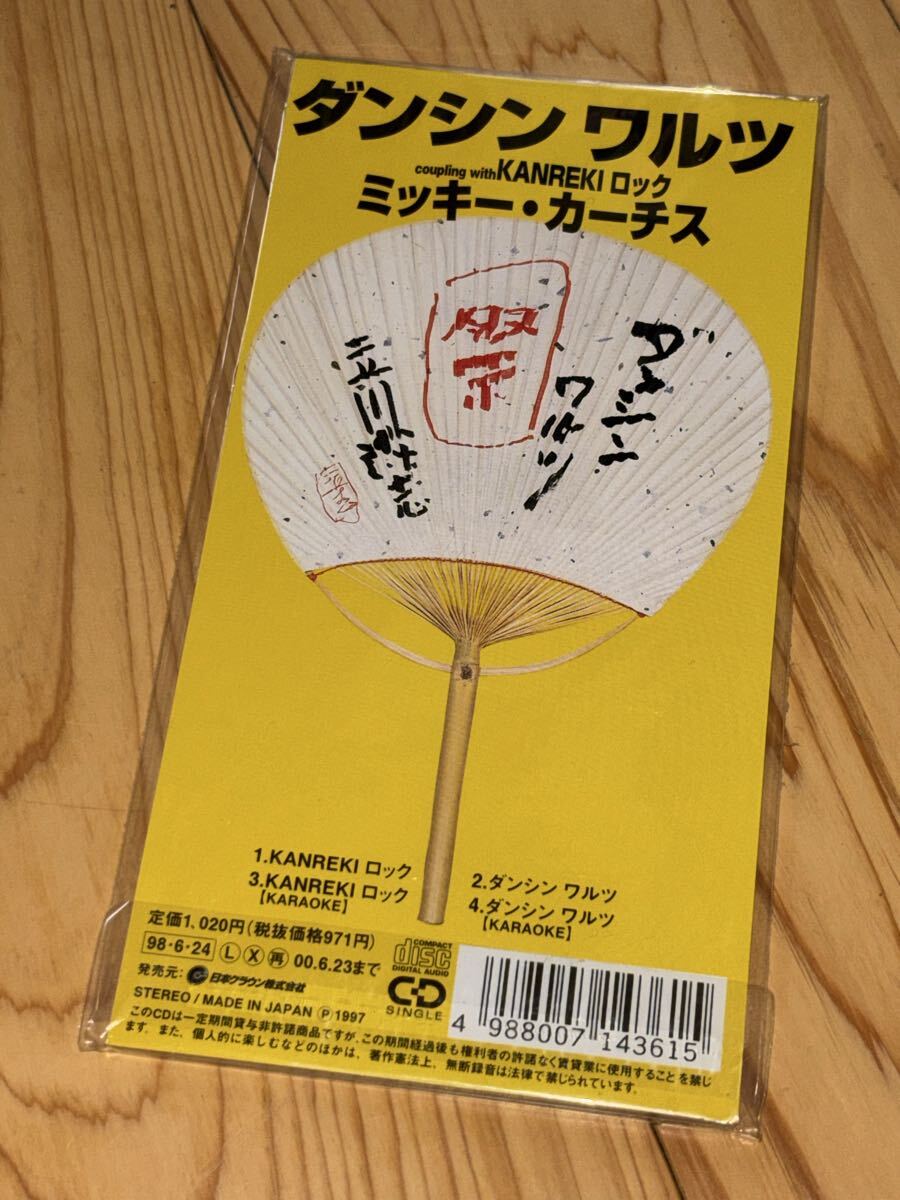 ダンシン ワルツ
coupling with KANREKI ロック
ミッキー・カーチス
ダンシン
ワルツ
1.KANREKI ロック
2.ダンシン ワルツ
3.KANREKI ロック
【KARAOKE】
4.ダンシン ワルツ
【KARAOKE】
定価1,020円(税抜価格971円)
98・6・24 L X 再 00.6.23まで
発売元: 日本クラウン株式会社
COMPACT
disc
DIGITAL AUDIO
CD
SINGLE
STEREO / MADE IN JAPAN Ⓟ 1997
4 988007 143615
このCDは一定期間貸与非許諾商品ですが、この期間経過後も権利者の許諾なく賃貸業に使用することを禁じ
ます。また、個人的に楽しむなどのほかは、著作憲法上、無断録音は法律で禁じられています。